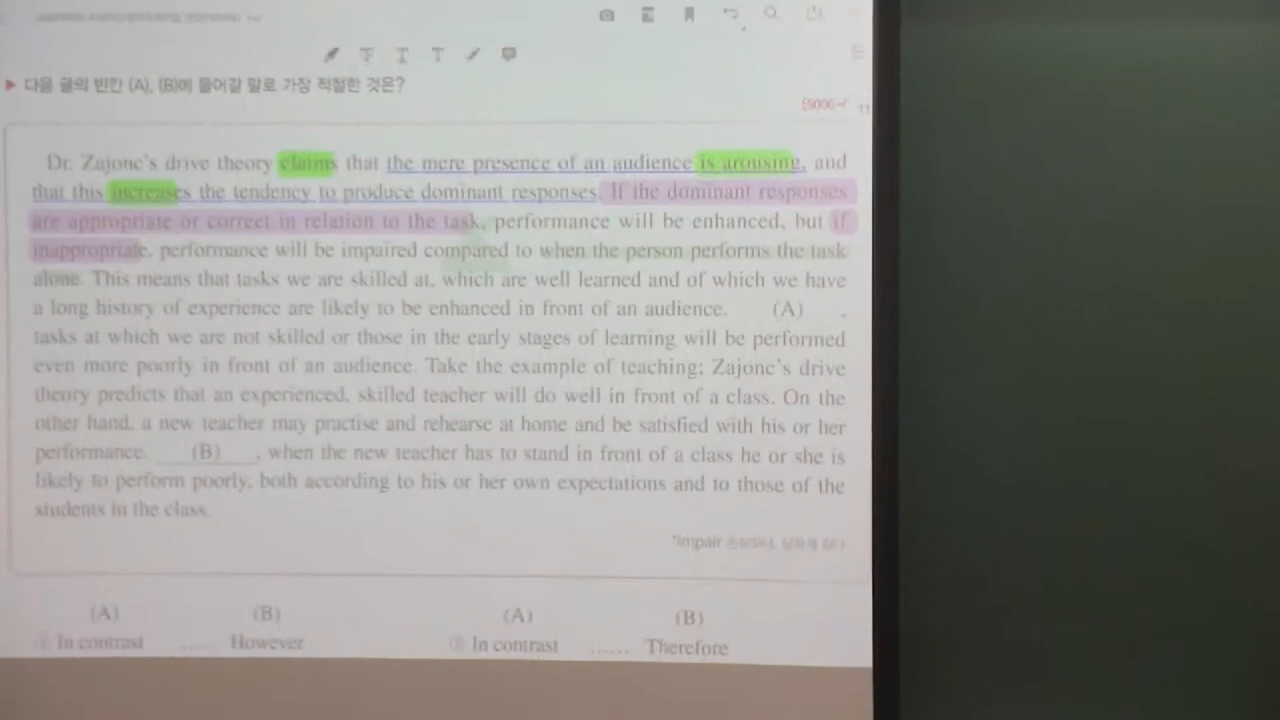 ▶ 다음 글의 빈칸 (A), (B)에 들어갈 말로 가장 적절한 것은?
Dr. Zajonc's drive theory claims that the mere presence of an audience is arousing, and
that this increases the tendency to produce dominant responses. If the dominant responses
are appropriate or correct in relation to the task, performance will be enhanced, but if
inappropriate, performance will be impaired compared to when the person performs the task
alone. This means that tasks we are skilled at, which are well learned and of which we have
a long history of experience are likely to be enhanced in front of an audience. (A) ,
tasks at which we are not skilled or those in the early stages of learning will be performed
even more poorly in front of an audience. Take the example of teaching: Zajonc's drive
theory predicts that an experienced, skilled teacher will do well in front of a class. On the
other hand, a new teacher may practise and rehearse at home and be satisfied with his or her
performance. (B) , when the new teacher has to stand in front of a class he or she is
likely to perform poorly, both according to his or her own expectations and to those of the
students in the class.
*impair
(A) (B) (A) (B)
In contrast ...... However In contrast ...... Therefore